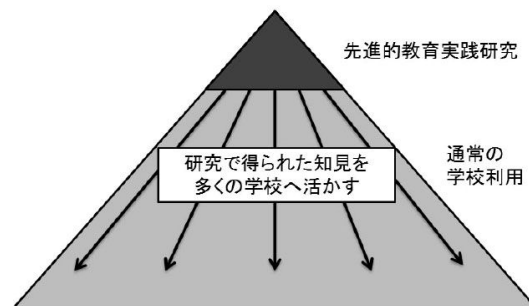 先進的教育実践研究
研究で得られた知見を
多くの学校へ活かす
通常の
学校利用